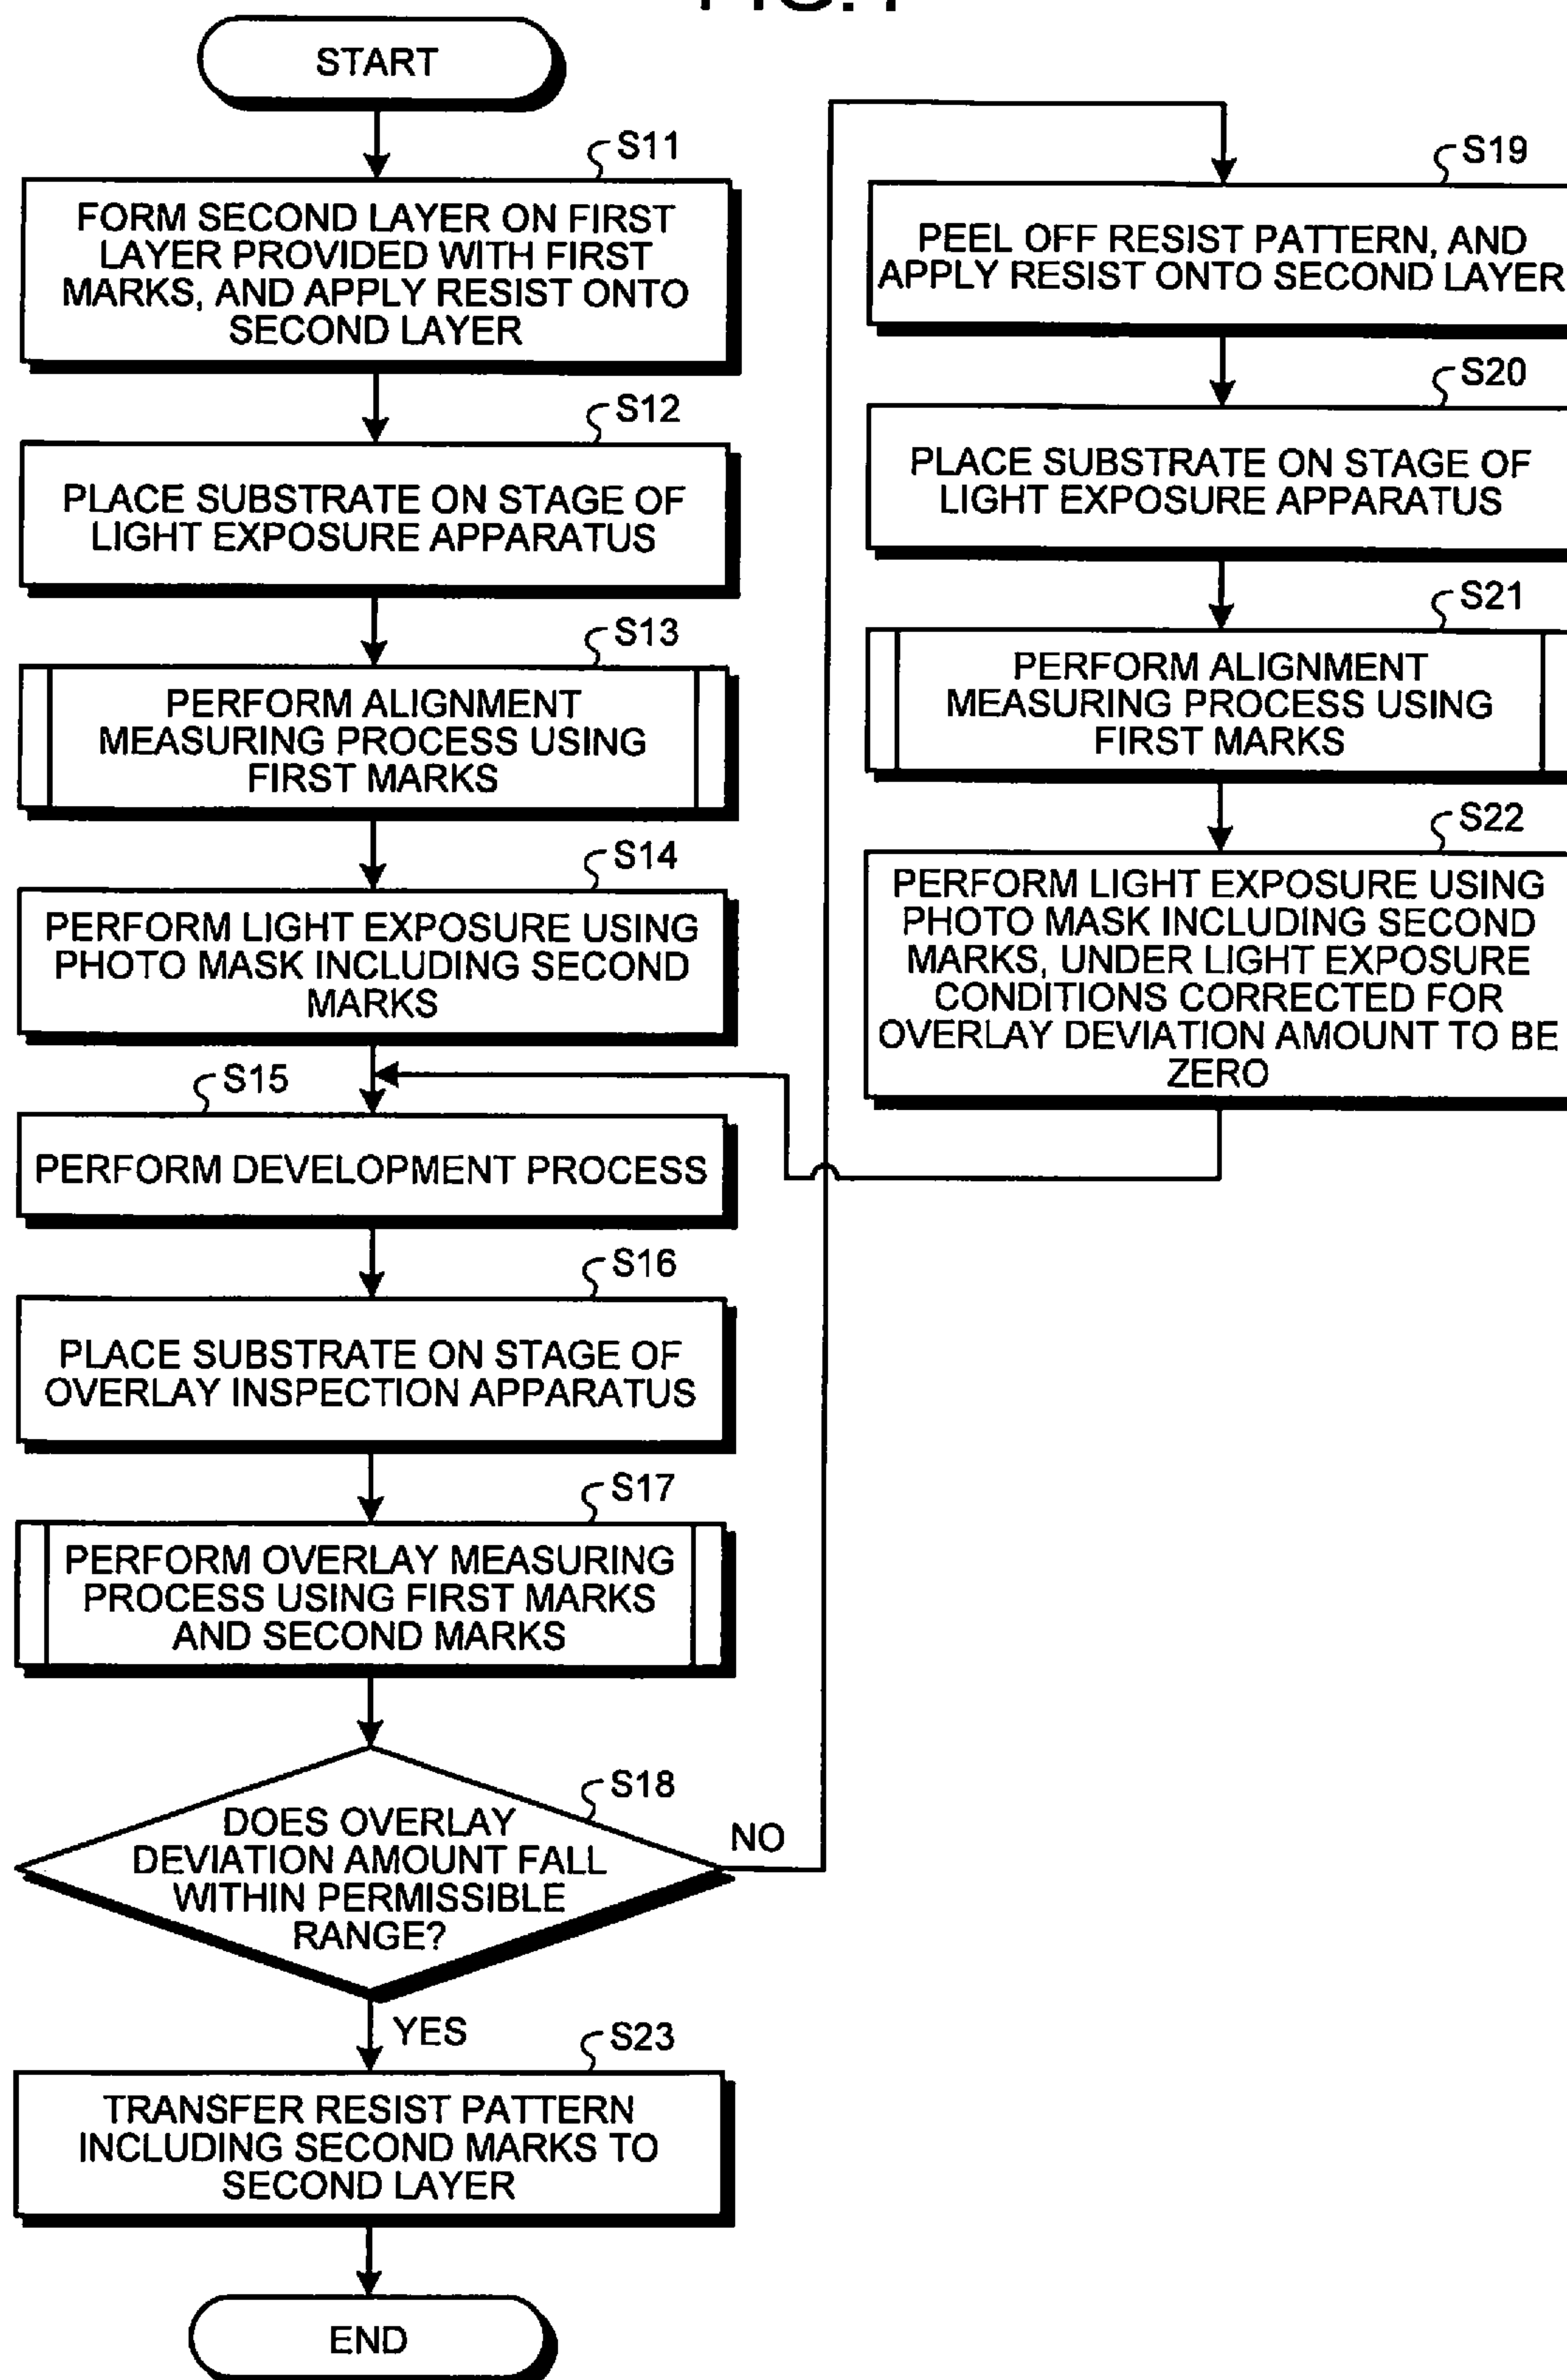 START
S11
FORM SECOND LAYER ON FIRST
LAYER PROVIDED WITH FIRST
MARKS, AND APPLY RESIST ONTO
SECOND LAYER
S12
PLACE SUBSTRATE ON STAGE OF
LIGHT EXPOSURE APPARATUS
S13
PERFORM ALIGNMENT
MEASURING PROCESS USING
FIRST MARKS
S14
PERFORM LIGHT EXPOSURE USING
PHOTO MASK INCLUDING SECOND
MARKS
S15
PERFORM DEVELOPMENT PROCESS
S16
PLACE SUBSTRATE ON STAGE OF
OVERLAY INSPECTION APPARATUS
S17
PERFORM OVERLAY MEASURING
PROCESS USING FIRST MARKS
AND SECOND MARKS
S18
DOES OVERLAY
DEVIATION AMOUNT FALL
WITHIN PERMISSIBLE
RANGE?
NO
YES
S19
PEEL OFF RESIST PATTERN, AND
APPLY RESIST ONTO SECOND LAYER
S20
PLACE SUBSTRATE ON STAGE OF
LIGHT EXPOSURE APPARATUS
S21
PERFORM ALIGNMENT
MEASURING PROCESS USING
FIRST MARKS
S22
PERFORM LIGHT EXPOSURE USING
PHOTO MASK INCLUDING SECOND
MARKS, UNDER LIGHT EXPOSURE
CONDITIONS CORRECTED FOR
OVERLAY DEVIATION AMOUNT TO BE
ZERO
S23
TRANSFER RESIST PATTERN
INCLUDING SECOND MARKS TO
SECOND LAYER
END